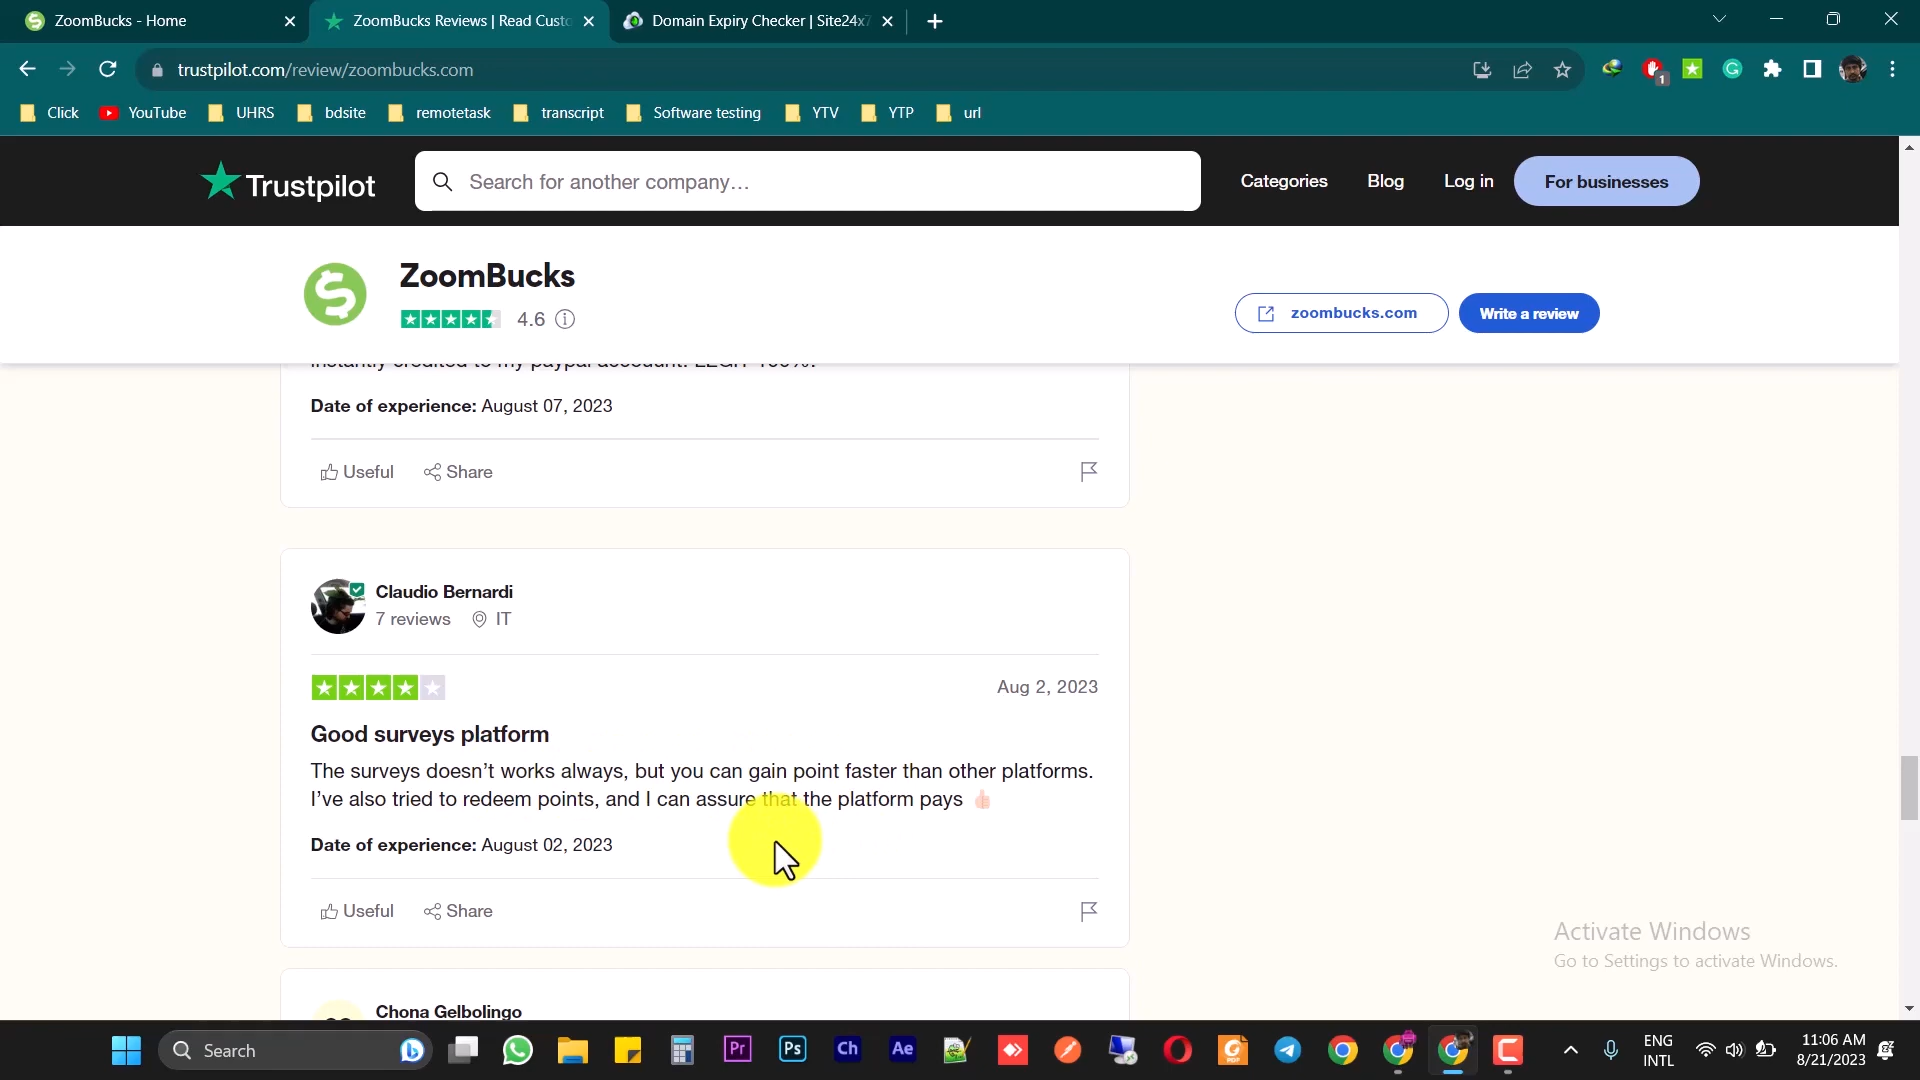 ZoomBucks - Home
ZoomBucks Reviews | Read Custo
Domain Expiry Checker | Site24x7
trustpilot.com/review/zoombucks.com
1
Click
YouTube
UHRS
bdsite
remotetask
transcript
Software testing
YTV
YTP
url
Trustpilot
Search for another company...
Categories
Blog
Log in
For businesses
ZoomBucks
4.6
zoombucks.com
Write a review
Date of experience: August 07, 2023
Useful
Share
Claudio Bernardi
7 reviews
IT
Aug 2, 2023
Good surveys platform
The surveys doesn't works always, but you can gain point faster than other platforms.
I've also tried to redeem points, and I can assure that the platform pays 👍🏻
Date of experience: August 02, 2023
Useful
Share
Activate Windows
Go to Settings to activate Windows.
Chona Gelbolingo
Search
Pr
Ps
Ch
Ae
ENG
INTL
11:06 AM
8/21/2023